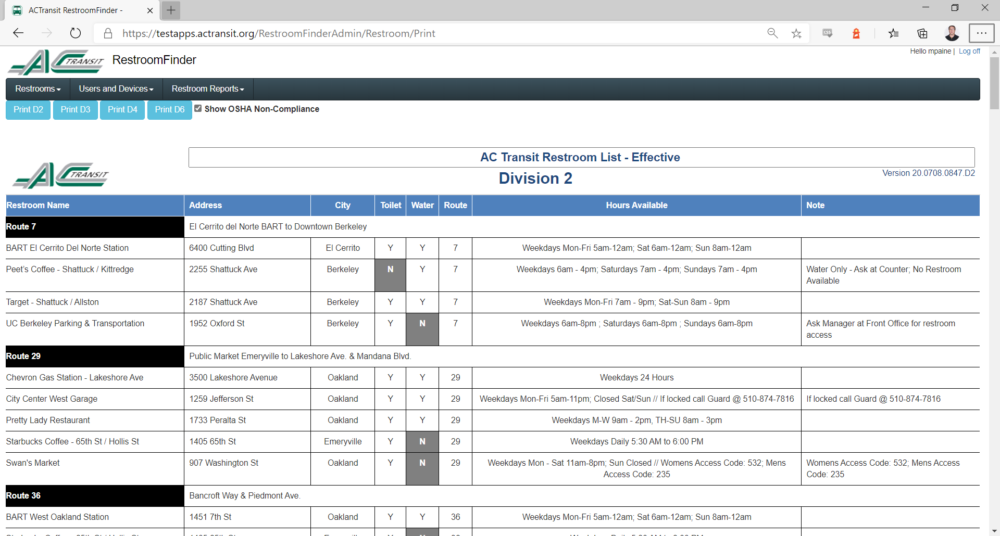 ACTransit RestroomFinder -
https://testapps.actransit.org/RestroomFinderAdmin/Restroom/Print
CSS
AC TRANSIT
RestroomFinder
Hello mpaine | Log off
Restrooms Users and Devices Restroom Reports
Print D2 Print D3 Print D4 Print D6 Show OSHA Non-Compliance
AC Transit Restroom List - Effective
AC TRANSIT
Division 2
Version 20.0708.0847.D2
Restroom Name Address City Toilet Water Route Hours Available Note
Route 7 El Cerrito del Norte BART to Downtown Berkeley
BART El Cerrito Del Norte Station 6400 Cutting Blvd El Cerrito Y Y 7 Weekdays Mon-Fri 5am-12am; Sat 6am-12am; Sun 8am-12am
Peet's Coffee - Shattuck / Kittredge 2255 Shattuck Ave Berkeley N Y 7 Weekdays 6am - 4pm; Saturdays 7am - 4pm; Sundays 7am - 4pm Water Only - Ask at Counter; No Restroom
Available
Target - Shattuck / Allston 2187 Shattuck Ave Berkeley Y Y 7 Weekdays Mon-Fri 7am - 9pm; Sat-Sun 8am - 9pm
UC Berkeley Parking & Transportation 1952 Oxford St Berkeley Y N 7 Weekdays 6am-8pm ; Saturdays 6am-8pm ; Sundays 6am-8pm Ask Manager at Front Office for restroom
access
Route 29 Public Market Emeryville to Lakeshore Ave. & Mandana Blvd.
Chevron Gas Station - Lakeshore Ave 3500 Lakeshore Avenue Oakland Y Y 29 Weekdays 24 Hours
City Center West Garage 1259 Jefferson St Oakland Y Y 29 Weekdays Mon-Fri 5am-11pm; Closed Sat/Sun // If locked call Guard @ 510-874-7816 If locked call Guard @ 510-874-7816
Pretty Lady Restaurant 1733 Peralta St Oakland Y Y 29 Weekdays M-W 9am - 2pm, TH-SU 8am - 3pm
Starbucks Coffee - 65th St / Hollis St 1405 65th St Emeryville Y N 29 Weekdays Daily 5:30 AM to 6:00 PM
Swan's Market 907 Washington St Oakland Y N 29 Weekdays Mon - Sat 11am-8pm; Sun Closed // Womens Access Code: 532; Mens Womens Access Code: 532; Mens Access
Access Code: 235 Code: 235
Route 36 Bancroft Way & Piedmont Ave.
BART West Oakland Station 1451 7th St Oakland Y Y 36 Weekdays Mon-Fri 5am-12am; Sat 6am-12am; Sun 8am-12am